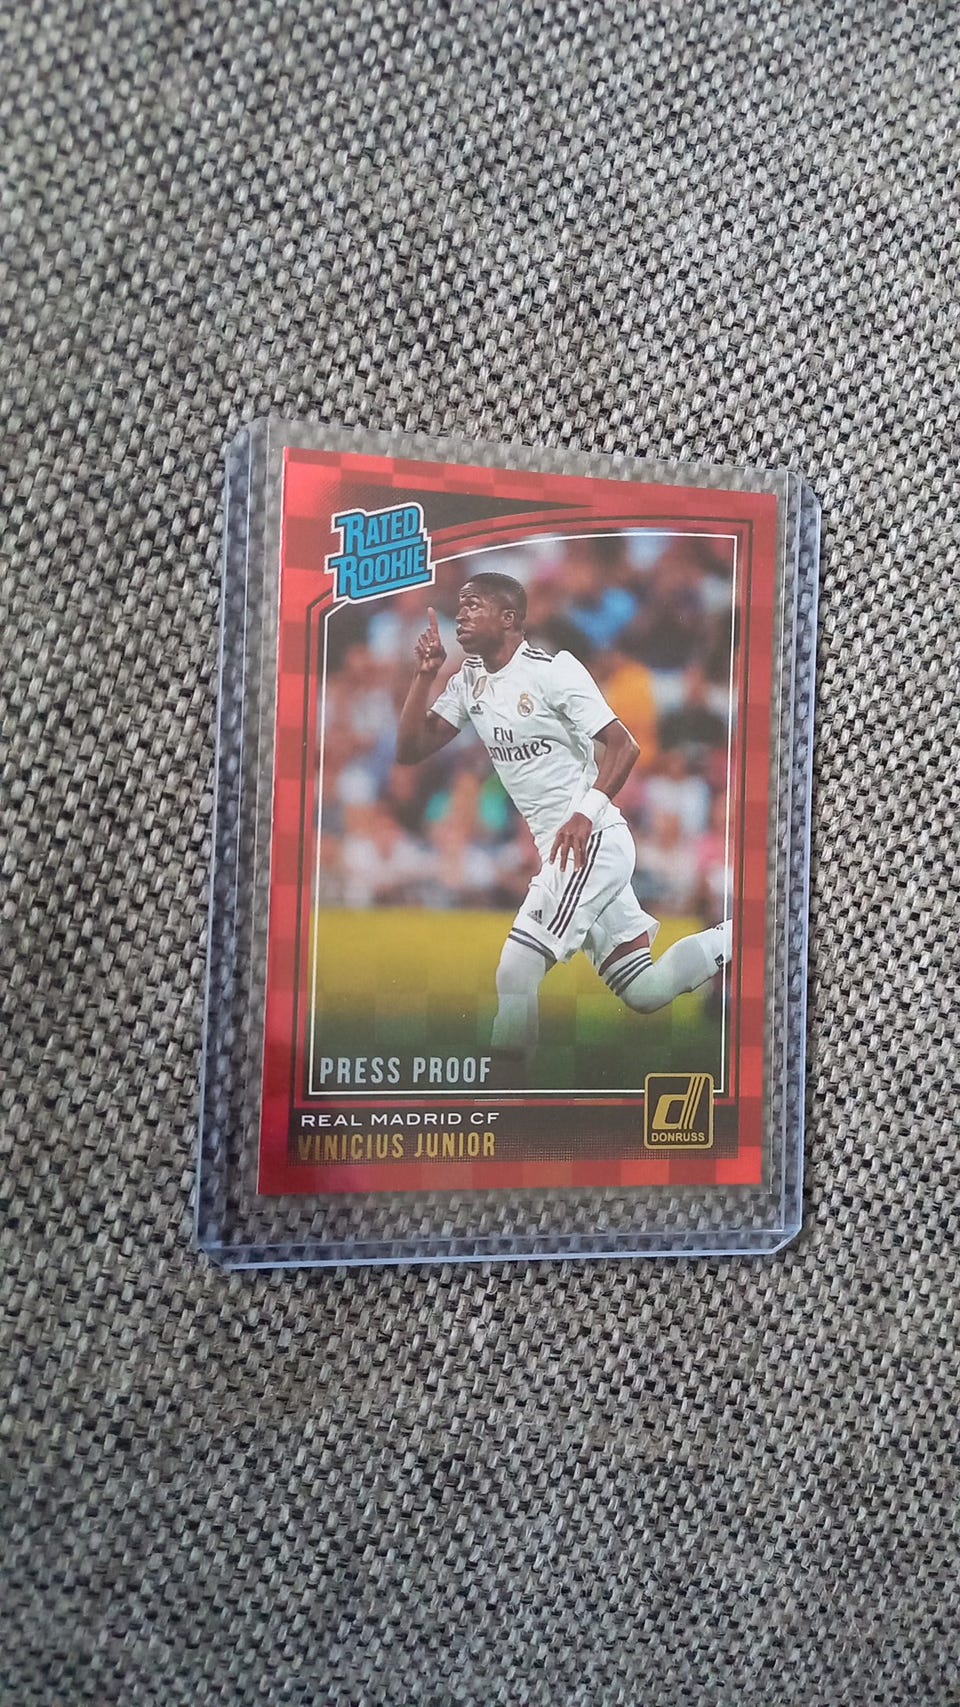 RATED
ROOKIE
Fly
Emirates
PRESS PROOF
REAL MADRID CF
VINICIUS JUNIOR
DONRUSS